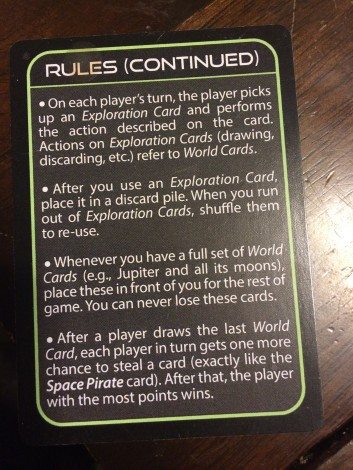 RULES (CONTINUED)
• On each player's turn, the player picks
up an Exploration Card and performs
the action described on the card.
Actions on Exploration Cards (drawing,
discarding, etc.) refer to World Cards.
• After you use an Exploration Card,
place it in a discard pile. When you run
out of Exploration Cards, shuffle them
to re-use.
• Whenever you have a full set of World
Cards (e.g., Jupiter and all its moons),
place these in front of you for the rest of
game. You can never lose these cards.
• After a player draws the last World
Card, each player in turn gets one more
chance to steal a card (exactly like the
Space Pirate card). After that, the player
with the most points wins.